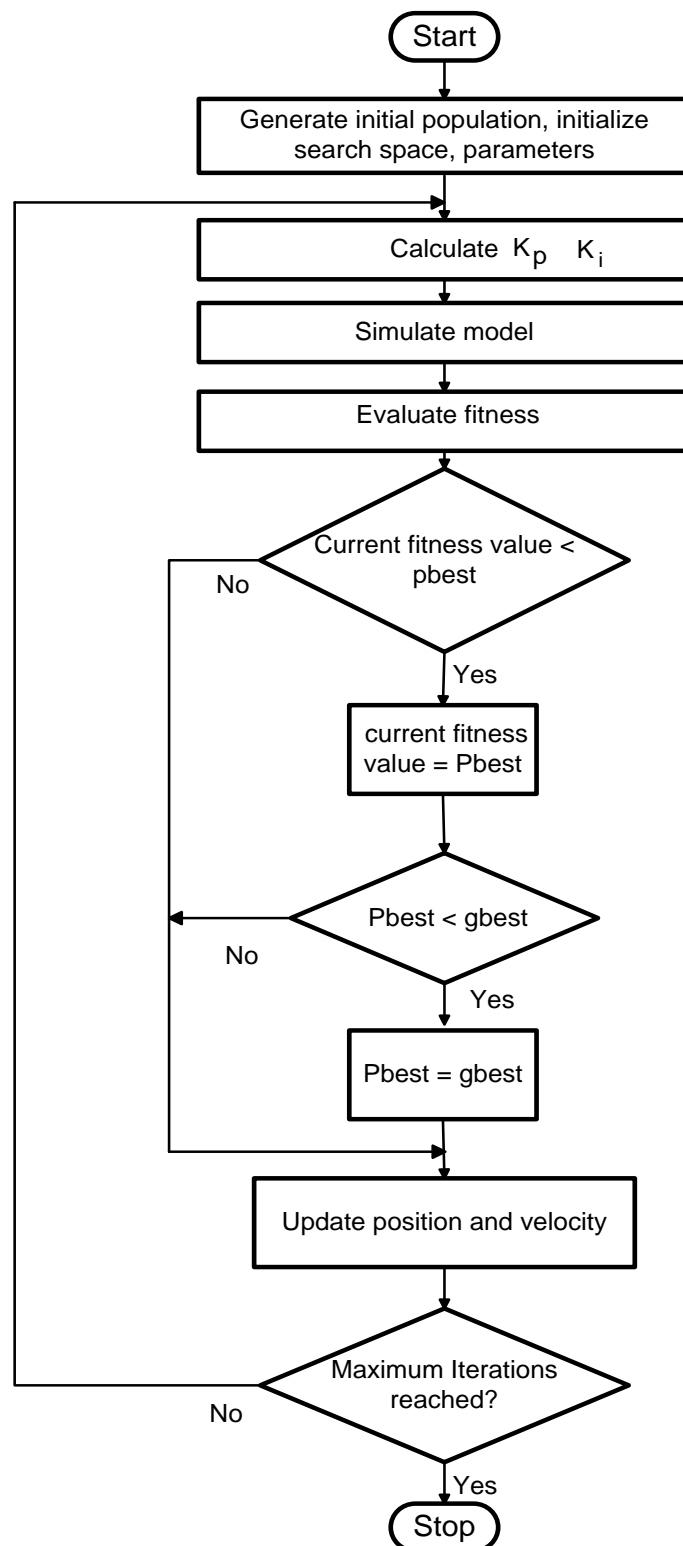 Start
Generate initial population, initialize
search space, parameters
Calculate Kp Ki
Simulate model
Evaluate fitness
Current fitness value <
pbest
No
Yes
current fitness
value = Pbest
Pbest < gbest
No
Yes
Pbest = gbest
Update position and velocity
Maximum Iterations
reached?
No
Yes
Stop